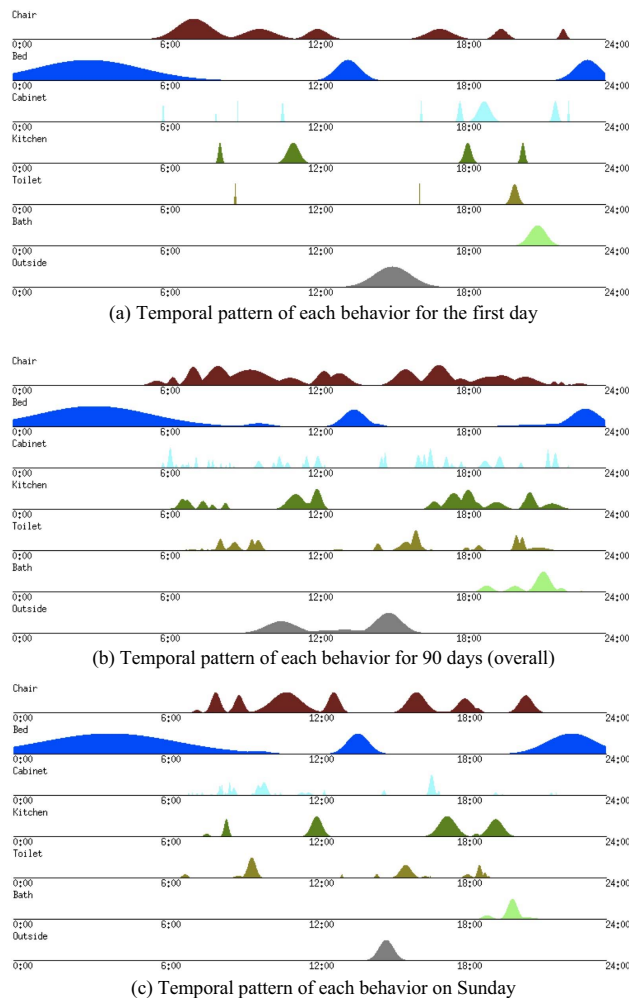 Chair
0:00 6:00 12:00 18:00 24:00
Bed
0:00 6:00 12:00 18:00 24:00
Cabinet
0:00 6:00 12:00 18:00 24:00
Kitchen
0:00 6:00 12:00 18:00 24:00
Toilet
0:00 6:00 12:00 18:00 24:00
Bath
0:00 6:00 12:00 18:00 24:00
Outside
0:00 6:00 12:00 18:00 24:00
(a) Temporal pattern of each behavior for the first day
Chair
0:00 6:00 12:00 18:00 24:00
Bed
0:00 6:00 12:00 18:00 24:00
Cabinet
0:00 6:00 12:00 18:00 24:00
Kitchen
0:00 6:00 12:00 18:00 24:00
Toilet
0:00 6:00 12:00 18:00 24:00
Bath
0:00 6:00 12:00 18:00 24:00
Outside
0:00 6:00 12:00 18:00 24:00
(b) Temporal pattern of each behavior for 90 days (overall)
Chair
0:00 6:00 12:00 18:00 24:00
Bed
0:00 6:00 12:00 18:00 24:00
Cabinet
0:00 6:00 12:00 18:00 24:00
Kitchen
0:00 6:00 12:00 18:00 24:00
Toilet
0:00 6:00 12:00 18:00 24:00
Bath
0:00 6:00 12:00 18:00 24:00
Outside
0:00 6:00 12:00 18:00 24:00
(c) Temporal pattern of each behavior on Sunday